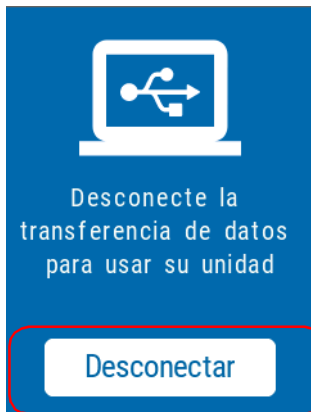 Desconecte la
transferencia de datos
para usar su unidad
Desconectar